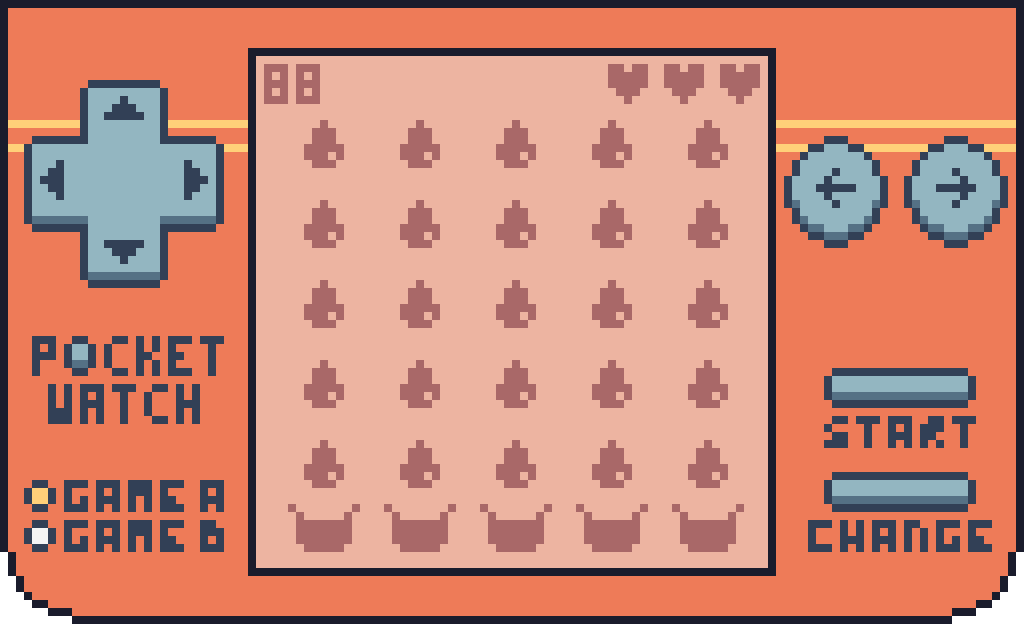 88
POCKET
WATCH
GAME A
GAME B
START
CHANGE